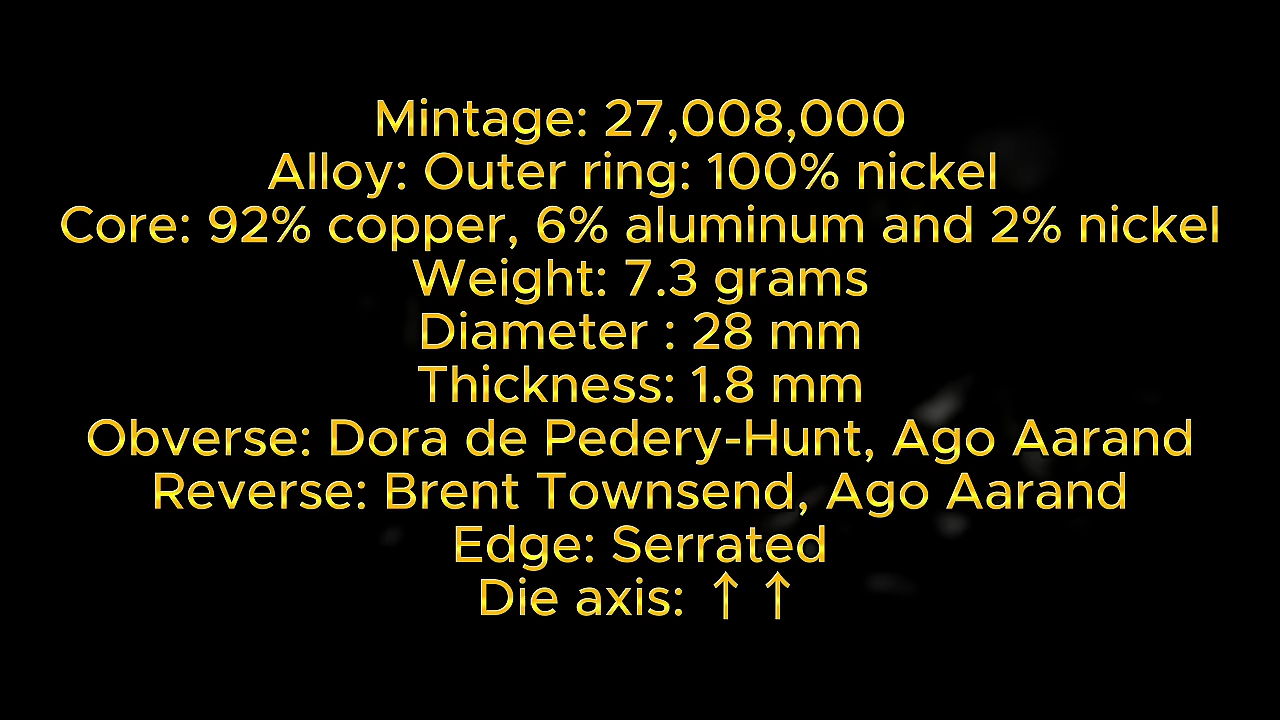 Mintage: 27,008,000
Alloy: Outer ring: 100% nickel
Core: 92% copper, 6% aluminum and 2% nickel
Weight: 7.3 grams
Diameter : 28 mm
Thickness: 1.8 mm
Obverse: Dora de Pedery-Hunt, Ago Aarand
Reverse: Brent Townsend, Ago Aarand
Edge: Serrated
Die axis: ↑ ↑